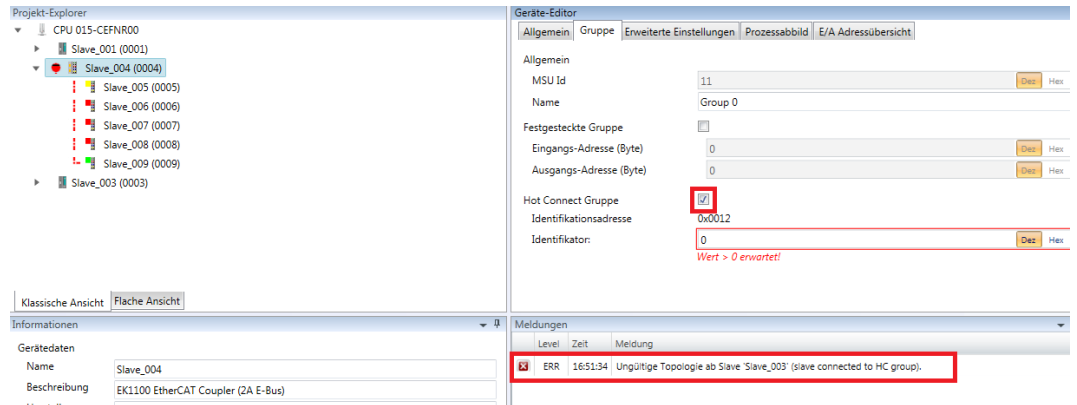 Projekt-Explorer
CPU 015-CEFNR00
Slave_001 (0001)
Slave_004 (0004)
Slave_005 (0005)
Slave_006 (0006)
Slave_007 (0007)
Slave_008 (0008)
Slave_009 (0009)
Slave_003 (0003)
Klassische Ansicht Flache Ansicht
Geräte-Editor
Allgemein Gruppe Erweiterte Einstellungen Prozessabbild E/A Adressübersicht
Allgemein
MSU Id 11 Dez Hex
Name Group 0
Festgesteckte Gruppe
Eingangs-Adresse (Byte) 0 Dez Hex
Ausgangs-Adresse (Byte) 0 Dez Hex
Hot Connect Gruppe
Identifikationsadresse 0x0012
Identifikator: 0 Dez Hex
Wert > 0 erwartet!
Informationen
Gerätedaten
Name Slave_004
Beschreibung EK1100 EtherCAT Coupler (2A E-Bus)
Meldungen
Level Zeit Meldung
ERR 16:51:34 Ungültige Topologie ab Slave 'Slave_003' (slave connected to HC group).